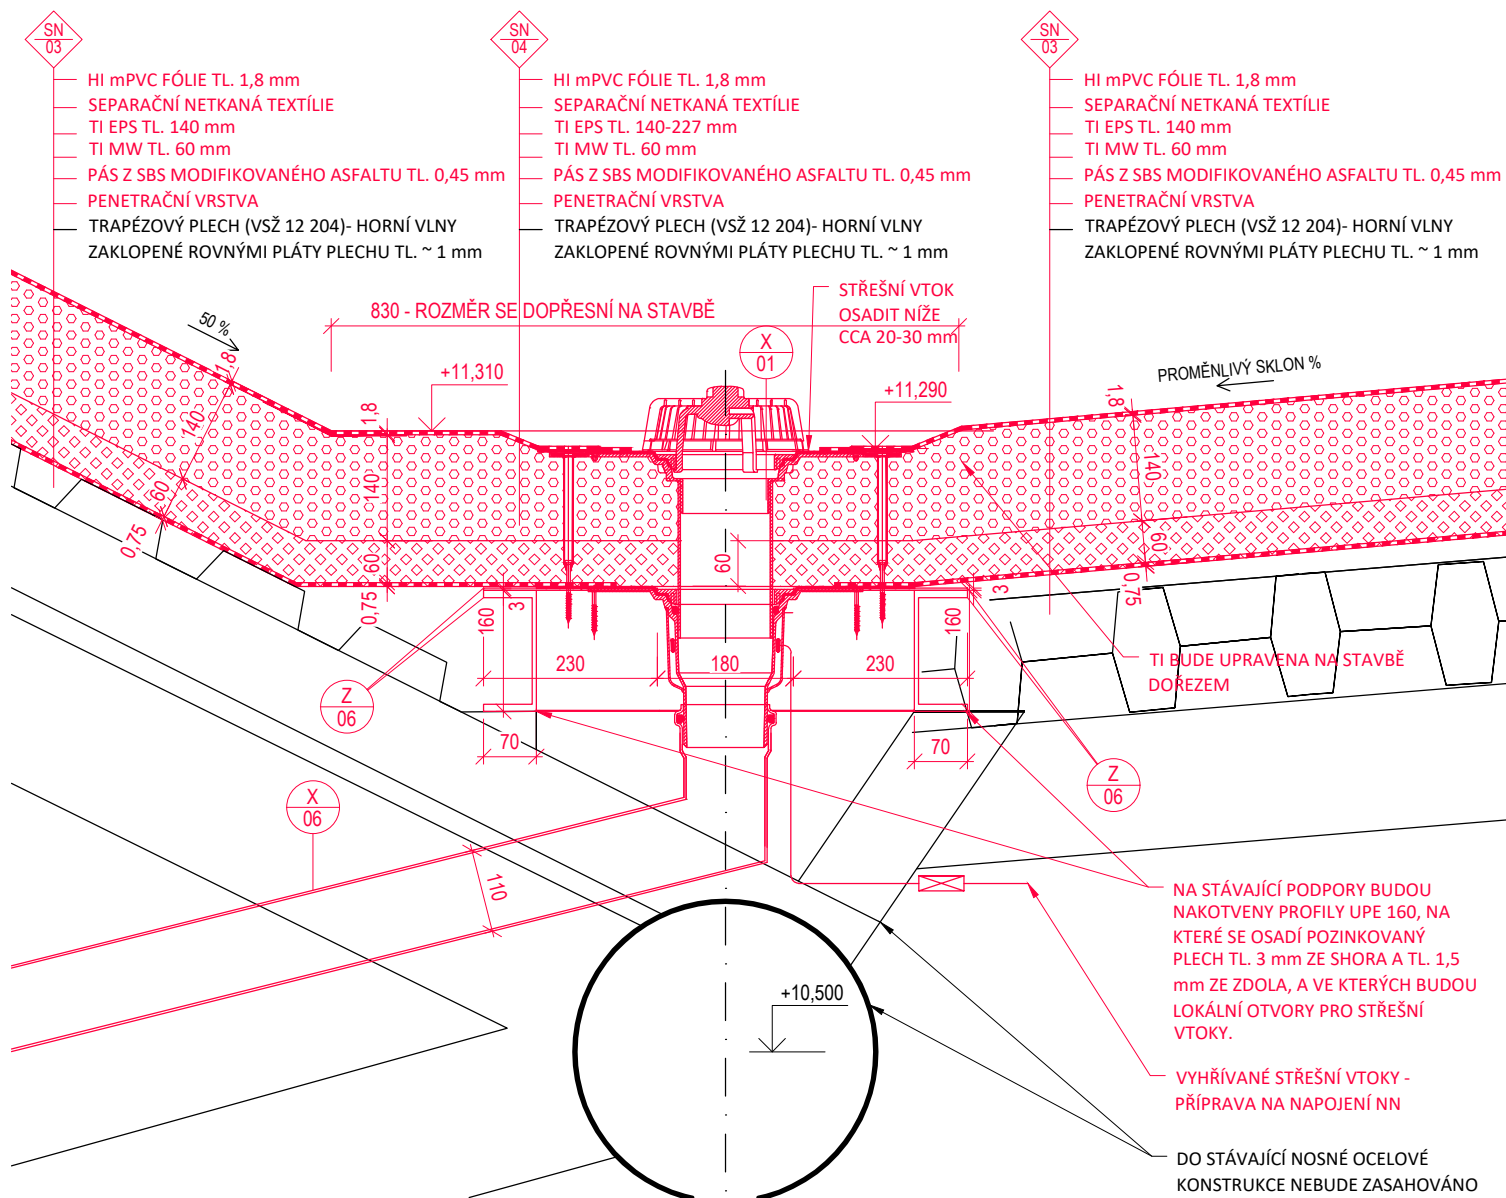 SN
03
HI mPVC FÓLIE TL. 1,8 mm
SEPARAČNÍ NETKANÁ TEXTÍLIE
TI EPS TL. 140 mm
TI MW TL. 60 mm
PÁS Z SBS MODIFIKOVANÉHO ASFALTU TL. 0,45 mm
PENETRAČNÍ VRSTVA
TRAPÉZOVÝ PLECH (VSŽ 12 204)- HORNÍ VLNY
ZAKLOPENÉ ROVNÝMI PLÁTY PLECHU TL. ~ 1 mm
SN
04
HI mPVC FÓLIE TL. 1,8 mm
SEPARAČNÍ NETKANÁ TEXTÍLIE
TI EPS TL. 140-227 mm
TI MW TL. 60 mm
PÁS Z SBS MODIFIKOVANÉHO ASFALTU TL. 0,45 mm
PENETRAČNÍ VRSTVA
TRAPÉZOVÝ PLECH (VSŽ 12 204)- HORNÍ VLNY
ZAKLOPENÉ ROVNÝMI PLÁTY PLECHU TL. ~ 1 mm
SN
03
HI mPVC FÓLIE TL. 1,8 mm
SEPARAČNÍ NETKANÁ TEXTÍLIE
TI EPS TL. 140 mm
TI MW TL. 60 mm
PÁS Z SBS MODIFIKOVANÉHO ASFALTU TL. 0,45 mm
PENETRAČNÍ VRSTVA
TRAPÉZOVÝ PLECH (VSŽ 12 204)- HORNÍ VLNY
ZAKLOPENÉ ROVNÝMI PLÁTY PLECHU TL. ~ 1 mm
STŘEŠNÍ VTOK
OSADIT NÍŽE
CCA 20-30 mm
830 - ROZMĚR SE DOPŘESNÍ NA STAVBĚ
50 %
X
01
PROMĚNLIVÝ SKLON %
+11,310
+11,290
1,8
140
60
0,75
1,8
140
60
0,75
60
1,8
140
60
0,75
3
160
3
160
230
180
230
70
70
Z
06
Z
06
X
06
110
TI BUDE UPRAVENA NA STAVBĚ
DOŘEZEM
NA STÁVAJÍCÍ PODPORY BUDOU
NAKOTVENY PROFILY UPE 160, NA
KTERÉ SE OSADÍ POZINKOVANÝ
PLECH TL. 3 mm ZE SHORA A TL. 1,5
mm ZE ZDOLA, A VE KTERÝCH BUDOU
LOKÁLNÍ OTVORY PRO STŘEŠNÍ
VTOKY.
+10,500
VYHŘÍVANÉ STŘEŠNÍ VTOKY -
PŘÍPRAVA NA NAPOJENÍ NN
DO STÁVAJÍCÍ NOSNÉ OCELOVÉ
KONSTRUKCE NEBUDE ZASAHOVÁNO